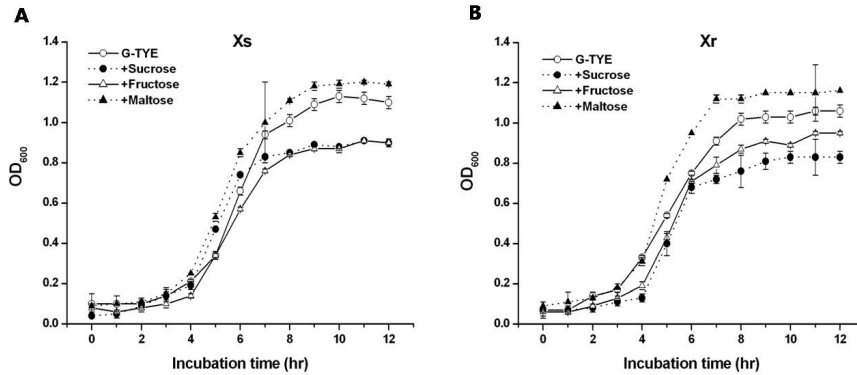 A
Xs
G-TYE
+Sucrose
+Fructose
+Maltose
1.4
1.2
1.0
0.8
0.6
0.4
0.2
0.0
OD600
0 2 4 6 8 10 12
Incubation time (hr)
B
Xr
G-TYE
+Sucrose
+Fructose
+Maltose
1.4
1.2
1.0
0.8
0.6
0.4
0.2
0.0
OD600
0 2 4 6 8 10 12
Incubation time (hr)